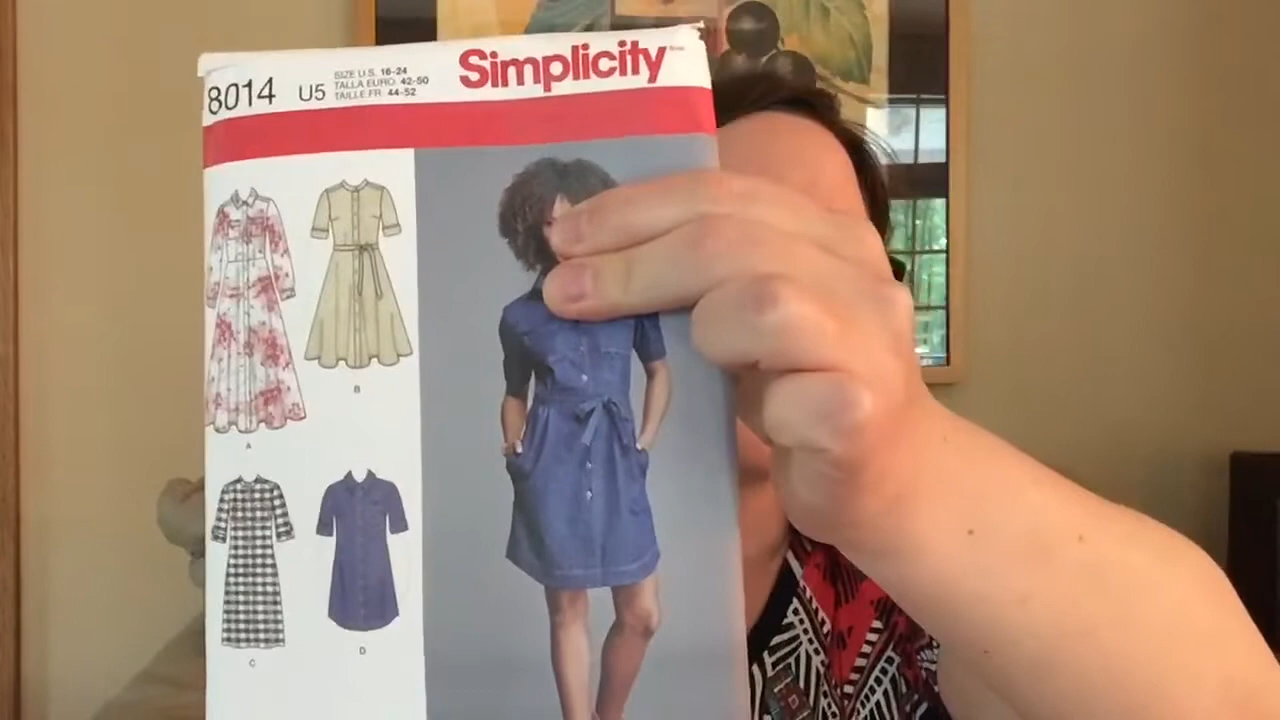 8014
U5
SIZE U.S. 16-24
TALLA EURO. 42-50
TAILLE FR. 44-52
Simplicity
A
B
C
D